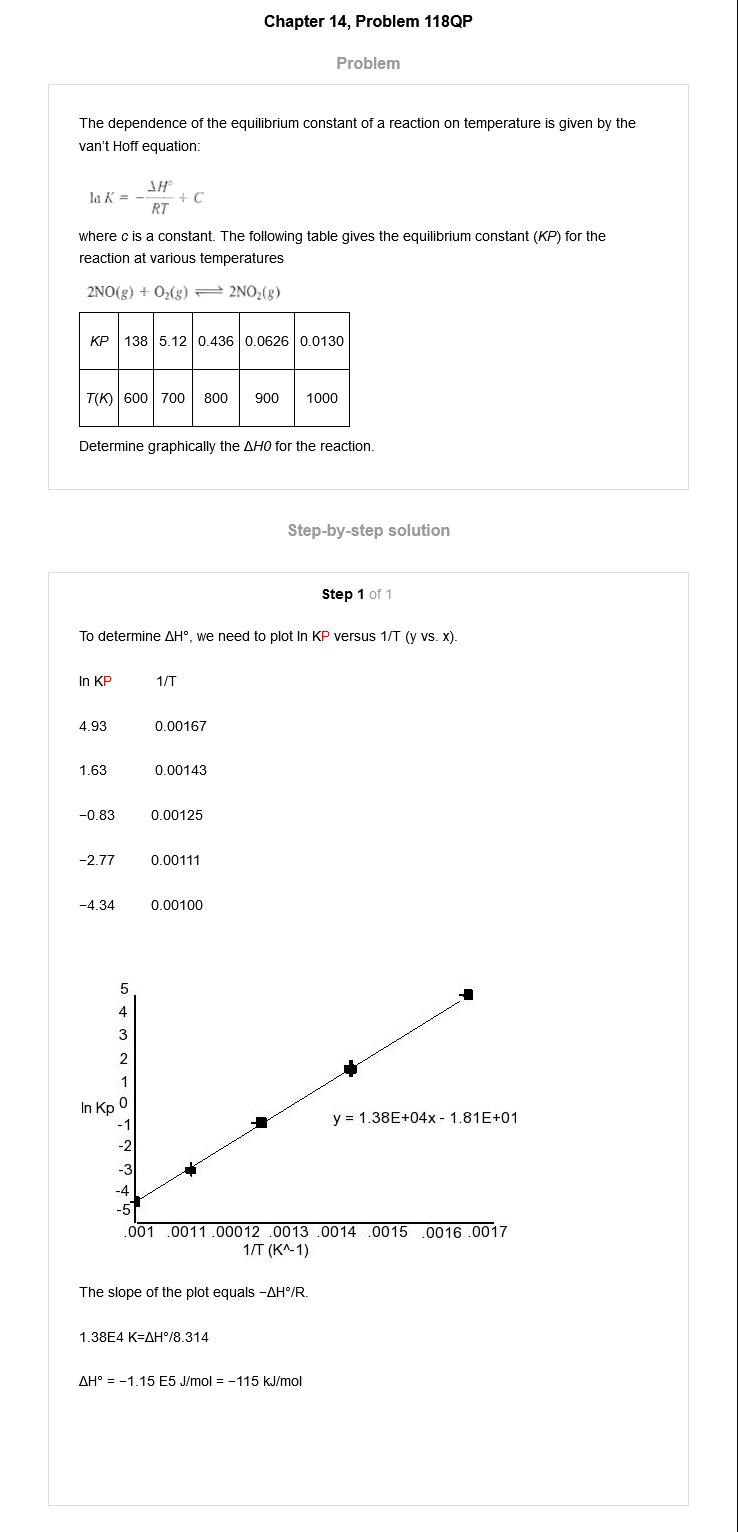 Chapter 14, Problem 118QP
Problem
The dependence of the equilibrium constant of a reaction on temperature is given by the
van't Hoff equation:
ln K = −ΔH°/RT + C
where c is a constant. The following table gives the equilibrium constant (KP) for the
reaction at various temperatures
2NO(g) + O₂(g) ⇌ 2NO₂(g)
KP 138 5.12 0.436 0.0626 0.0130
T(K) 600 700 800 900 1000
Determine graphically the ΔH0 for the reaction.
Step-by-step solution
Step 1 of 1
To determine ΔH°, we need to plot ln KP versus 1/T (y vs. x).
ln KP 1/T
4.93 0.00167
1.63 0.00143
−0.83 0.00125
−2.77 0.00111
−4.34 0.00100
5
4
3
2
1
ln Kp 0
-1
y = 1.38E+04x - 1.81E+01
-2
-3
-4
-5
.001 .0011 .00012 .0013 .0014 .0015 .0016 .0017
1/T (K^-1)
The slope of the plot equals −ΔH°/R.
1.38E4 K=ΔH°/8.314
ΔH° = −1.15 E5 J/mol = −115 kJ/mol